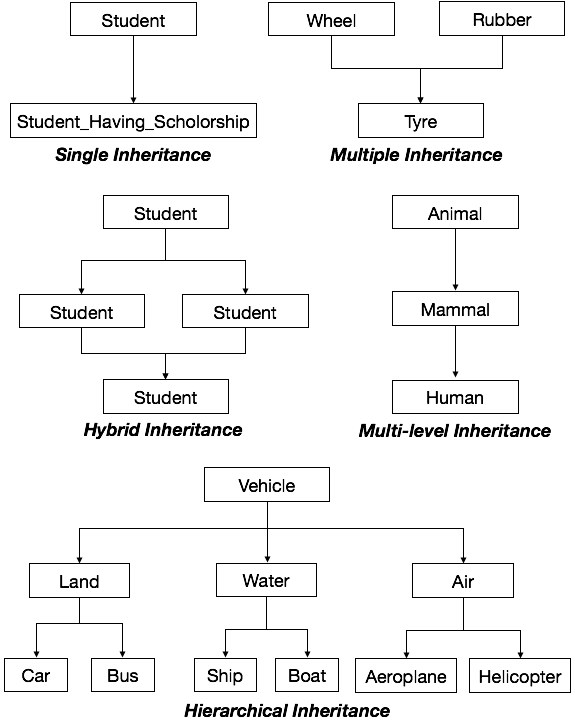 Student
Wheel
Rubber
Student_Having_Scholorship
Tyre
Single Inheritance
Multiple Inheritance
Student
Animal
Student
Student
Mammal
Student
Human
Hybrid Inheritance
Multi-level Inheritance
Vehicle
Land
Water
Air
Car
Bus
Ship
Boat
Aeroplane
Helicopter
Hierarchical Inheritance